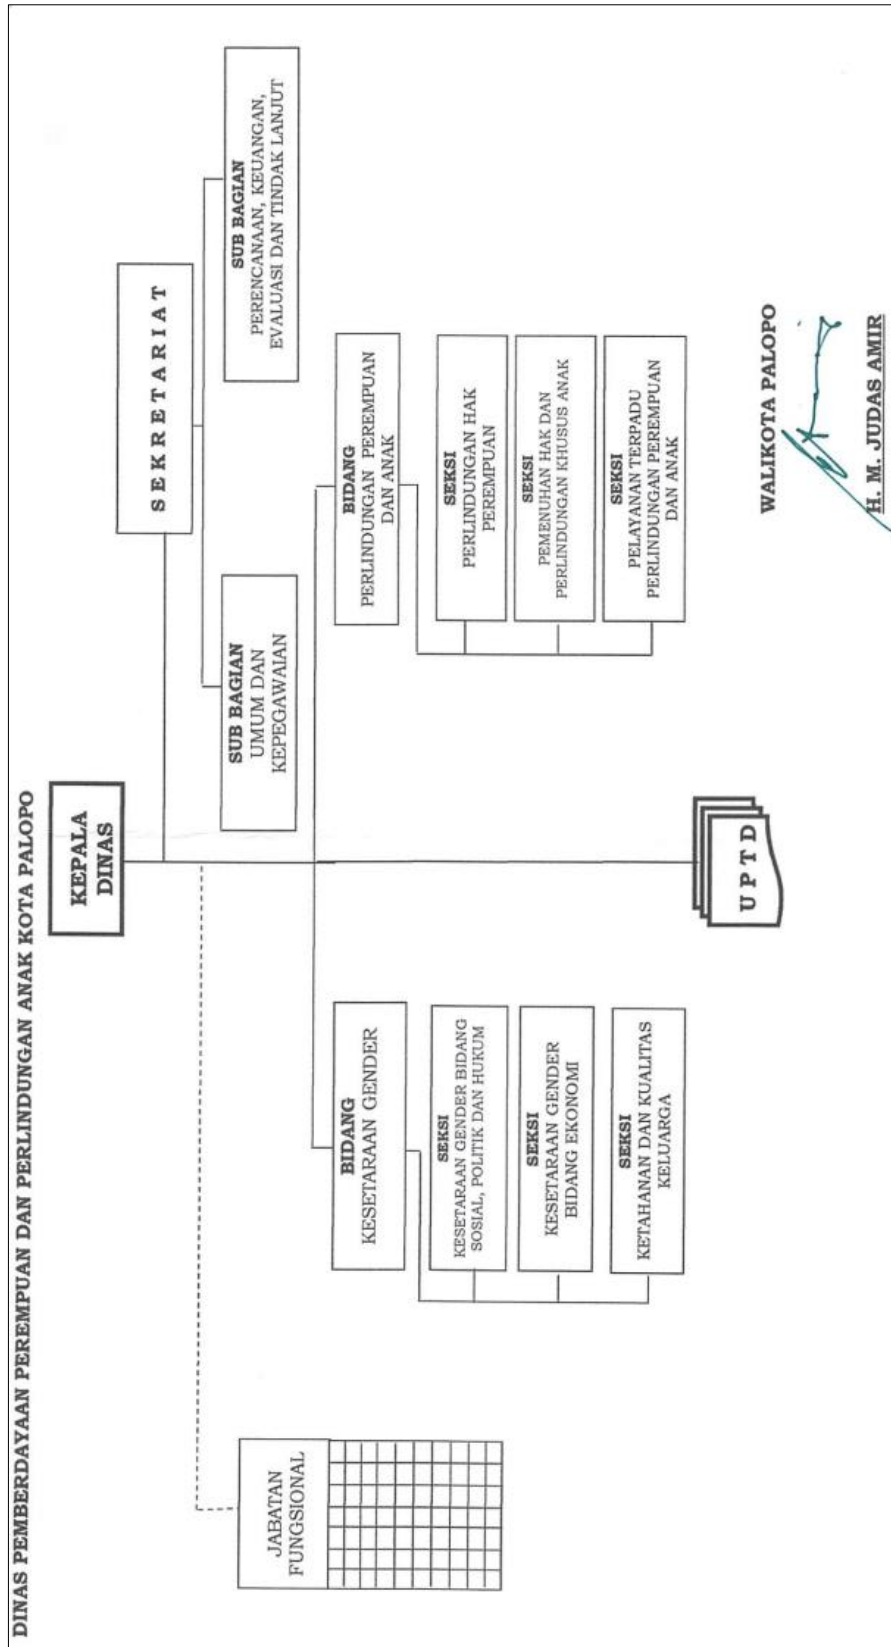 DINAS PEMBERDAYAAN PEREMPUAN DAN PERLINDUNGAN ANAK KOTA PALOPO
KEPALA
DINAS
SEKRETARIAT
SUB BAGIAN
UMUM DAN
KEPEGAWAIAN
SUB BAGIAN
PERENCANAAN, KEUANGAN,
EVALUASI DAN TINDAK LANJUT
JABATAN
FUNGSIONAL
BIDANG
KESETARAAN GENDER
SEKSI
KESETARAAN GENDER BIDANG
SOSIAL, POLITIK DAN HUKUM
SEKSI
KESETARAAN GENDER
BIDANG EKONOMI
SEKSI
KETAHANAN DAN KUALITAS
KELUARGA
BIDANG
PERLINDUNGAN PEREMPUAN
DAN ANAK
SEKSI
PERLINDUNGAN HAK
PEREMPUAN
SEKSI
PEMENUHAN HAK DAN
PERLINDUNGAN KHUSUS ANAK
SEKSI
PELAYANAN TERPADU
PERLINDUNGAN PEREMPUAN
DAN ANAK
UPTD
WALIKOTA PALOPO
H. M. JUDAS AMIR